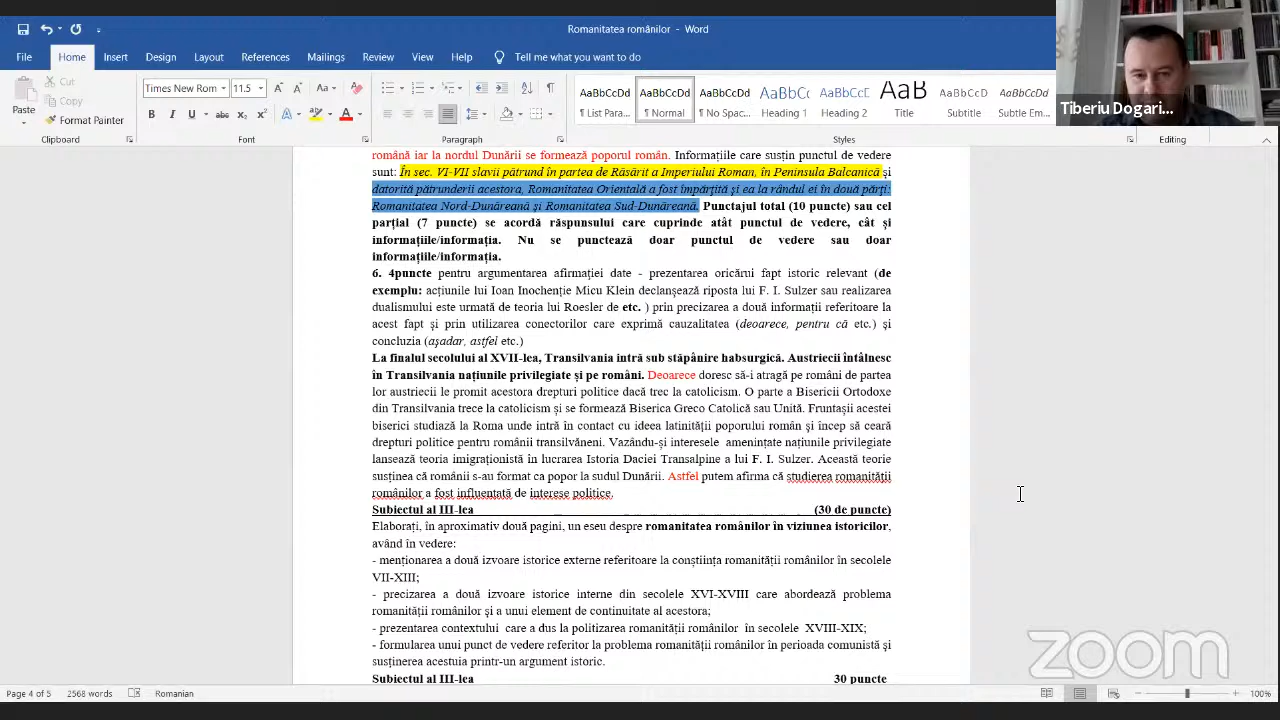 Romanitatea românilor - Word
File Home Insert Design Layout References Mailings Review View Help Tell me what you want to do
Paste
Cut
Copy
Format Painter
Clipboard
Times New Rom 11.5
Font
Paragraph
AaBbCcDd AaBbCcDd AaBbCcDd AaBbC AaBbCcD AaB AaBbCcD AaBbCcDd
¶ List Para... ¶ Normal ¶ No Spac... Heading 1 Heading 2 Title Subtitle Subtle Em...
Styles
Editing
Tiberiu Dogari...
română iar la nordul Dunării se formează poporul român. Informațiile care susțin punctul de vedere
sunt: În sec. VI-VII slavii pătrund în partea de Răsărit a Imperiului Roman, în Peninsula Balcanică și
datorită pătrunderii acestora, Romanitatea Orientală a fost împărțită și ea la rândul ei în două părți:
Romanitatea Nord-Dunăreană și Romanitatea Sud-Dunăreană. Punctajul total (10 puncte) sau cel
parțial (7 puncte) se acordă răspunsului care cuprinde atât punctul de vedere, cât și
informațiile/informația. Nu se punctează doar punctul de vedere sau doar
informațiile/informația.
6. 4puncte pentru argumentarea afirmației date - prezentarea oricărui fapt istoric relevant (de
exemplu: acțiunile lui Ioan Inochenție Micu Klein declanșează riposta lui F. I. Sulzer sau realizarea
dualismului este urmată de teoria lui Roesler de etc. ) prin precizarea a două informații referitoare la
acest fapt și prin utilizarea conectorilor care exprimă cauzalitatea (deoarece, pentru că etc.) și
concluzia (așadar, astfel etc.)
La finalul secolului al XVII-lea, Transilvania intră sub stăpânire habsurgică. Austriecii întâlnesc
în Transilvania națiunile privilegiate și pe români. Deoarece doresc să-i atragă pe români de partea
lor austriecii le promit acestora drepturi politice dacă trec la catolicism. O parte a Bisericii Ortodoxe
din Transilvania trece la catolicism și se formează Biserica Greco Catolică sau Unită. Fruntașii acestei
biserici studiază la Roma unde intră în contact cu ideea latinității poporului român și încep să ceară
drepturi politice pentru românii transilvăneni. Vazându-și interesele amenințate națiunile privilegiate
lansează teoria imigraționistă în lucrarea Istoria Daciei Transalpine a lui F. I. Sulzer. Această teorie
susținea că românii s-au format ca popor la sudul Dunării. Astfel putem afirma că studierea romanității
românilor a fost influențată de interese politice.
Subiectul al III-lea (30 de puncte)
Elaborați, în aproximativ două pagini, un eseu despre romanitatea românilor în viziunea istoricilor,
având în vedere:
- menționarea a două izvoare istorice externe referitoare la conștiința romanității românilor în secolele
VII-XIII;
- precizarea a două izvoare istorice interne din secolele XVI-XVIII care abordează problema
romanității românilor și a unui element de continuitate al acestora;
- prezentarea contextului care a dus la politizarea romanității românilor în secolele XVIII-XIX;
- formularea unui punct de vedere referitor la problema romanității românilor în perioada comunistă și
susținerea acestuia printr-un argument istoric.
Subiectul al III-lea 30 puncte
zoom
Page 4 of 5 2568 words Romanian 100%